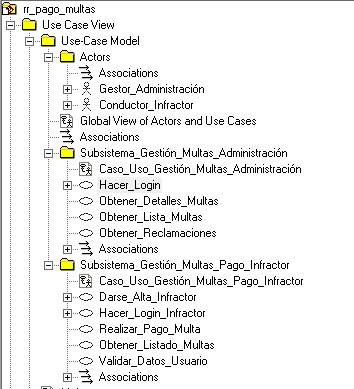 rr_pago_multas
Use Case View
Use-Case Model
Actors
Associations
Gestor_Administración
Conductor_Infractor
Global View of Actors and Use Cases
Associations
Subsistema_Gestión_Multas_Administración
Caso_Uso_Gestión_Multas_Administración
Hacer_Login
Obtener_Detalles_Multas
Obtener_Lista_Multas
Obtener_Reclamaciones
Associations
Subsistema_Gestión_Multas_Pago_Infractor
Caso_Uso_Gestión_Multas_Pago_Infractor
Darse_Alta_Infractor
Hacer_Login_Infractor
Realizar_Pago_Multa
Obtener_Listado_Multas
Validar_Datos_Usuario
Associations